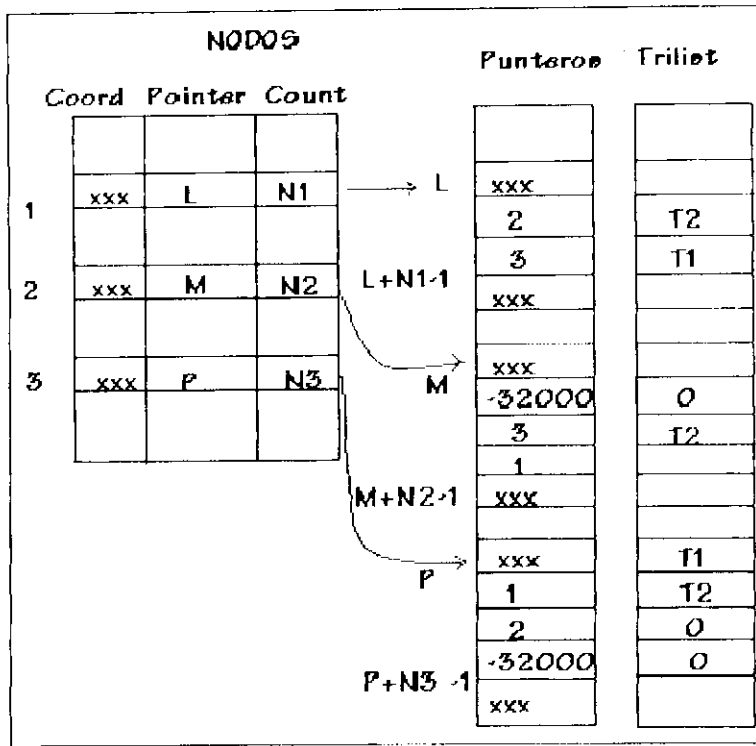 NODOS
Punteros Trilist
Coord Pointer Count
1 xxx L N1
2 xxx M N2
3 xxx P N3
L xxx
2 T2
3 T1
L+N1-1
xxx
xxx
M
-32000 0
3 T2
1
M+N2-1 xxx
xxx T1
P
1 T2
2 0
-32000 0
P+N3 -1
xxx